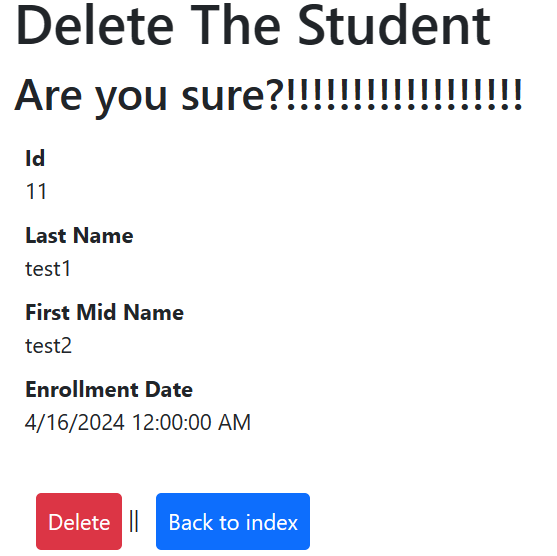 Delete The Student
Are you sure?!!!!!!!!!!!!!!!!!!
Id
11
Last Name
test1
First Mid Name
test2
Enrollment Date
4/16/2024 12:00:00 AM
Delete || Back to index